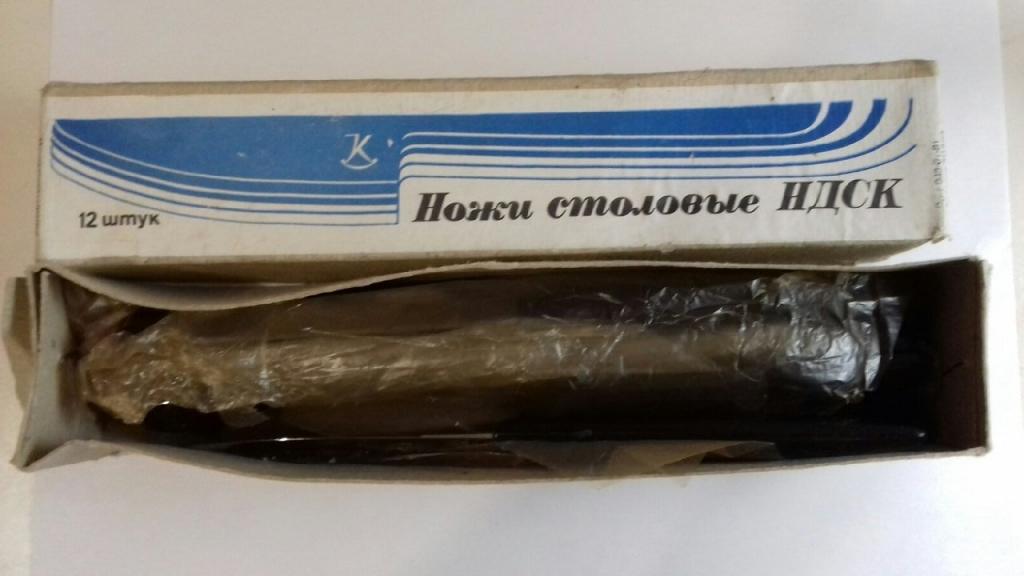 К
12 штук
Ножи столовые НДСК